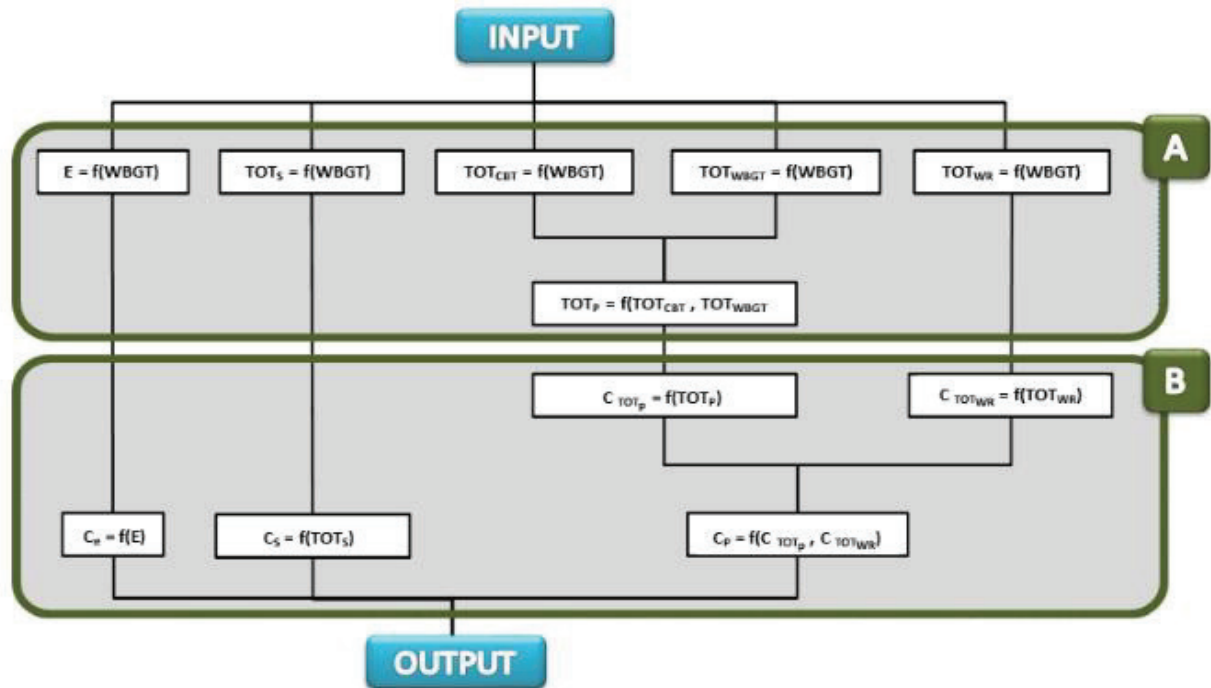 INPUT
A
E = f(WBGT)
TOTS = f(WBGT)
TOTCBT = f(WBGT)
TOTWBGT = f(WBGT)
TOTWR = f(WBGT)
TOTP = f(TOTCBT , TOTWBGT
B
C TOTp = f(TOTP)
C TOTWR = f(TOTWR)
Ce = f(E)
CS = f(TOTS)
CP = f(C TOTp , C TOTWR)
OUTPUT